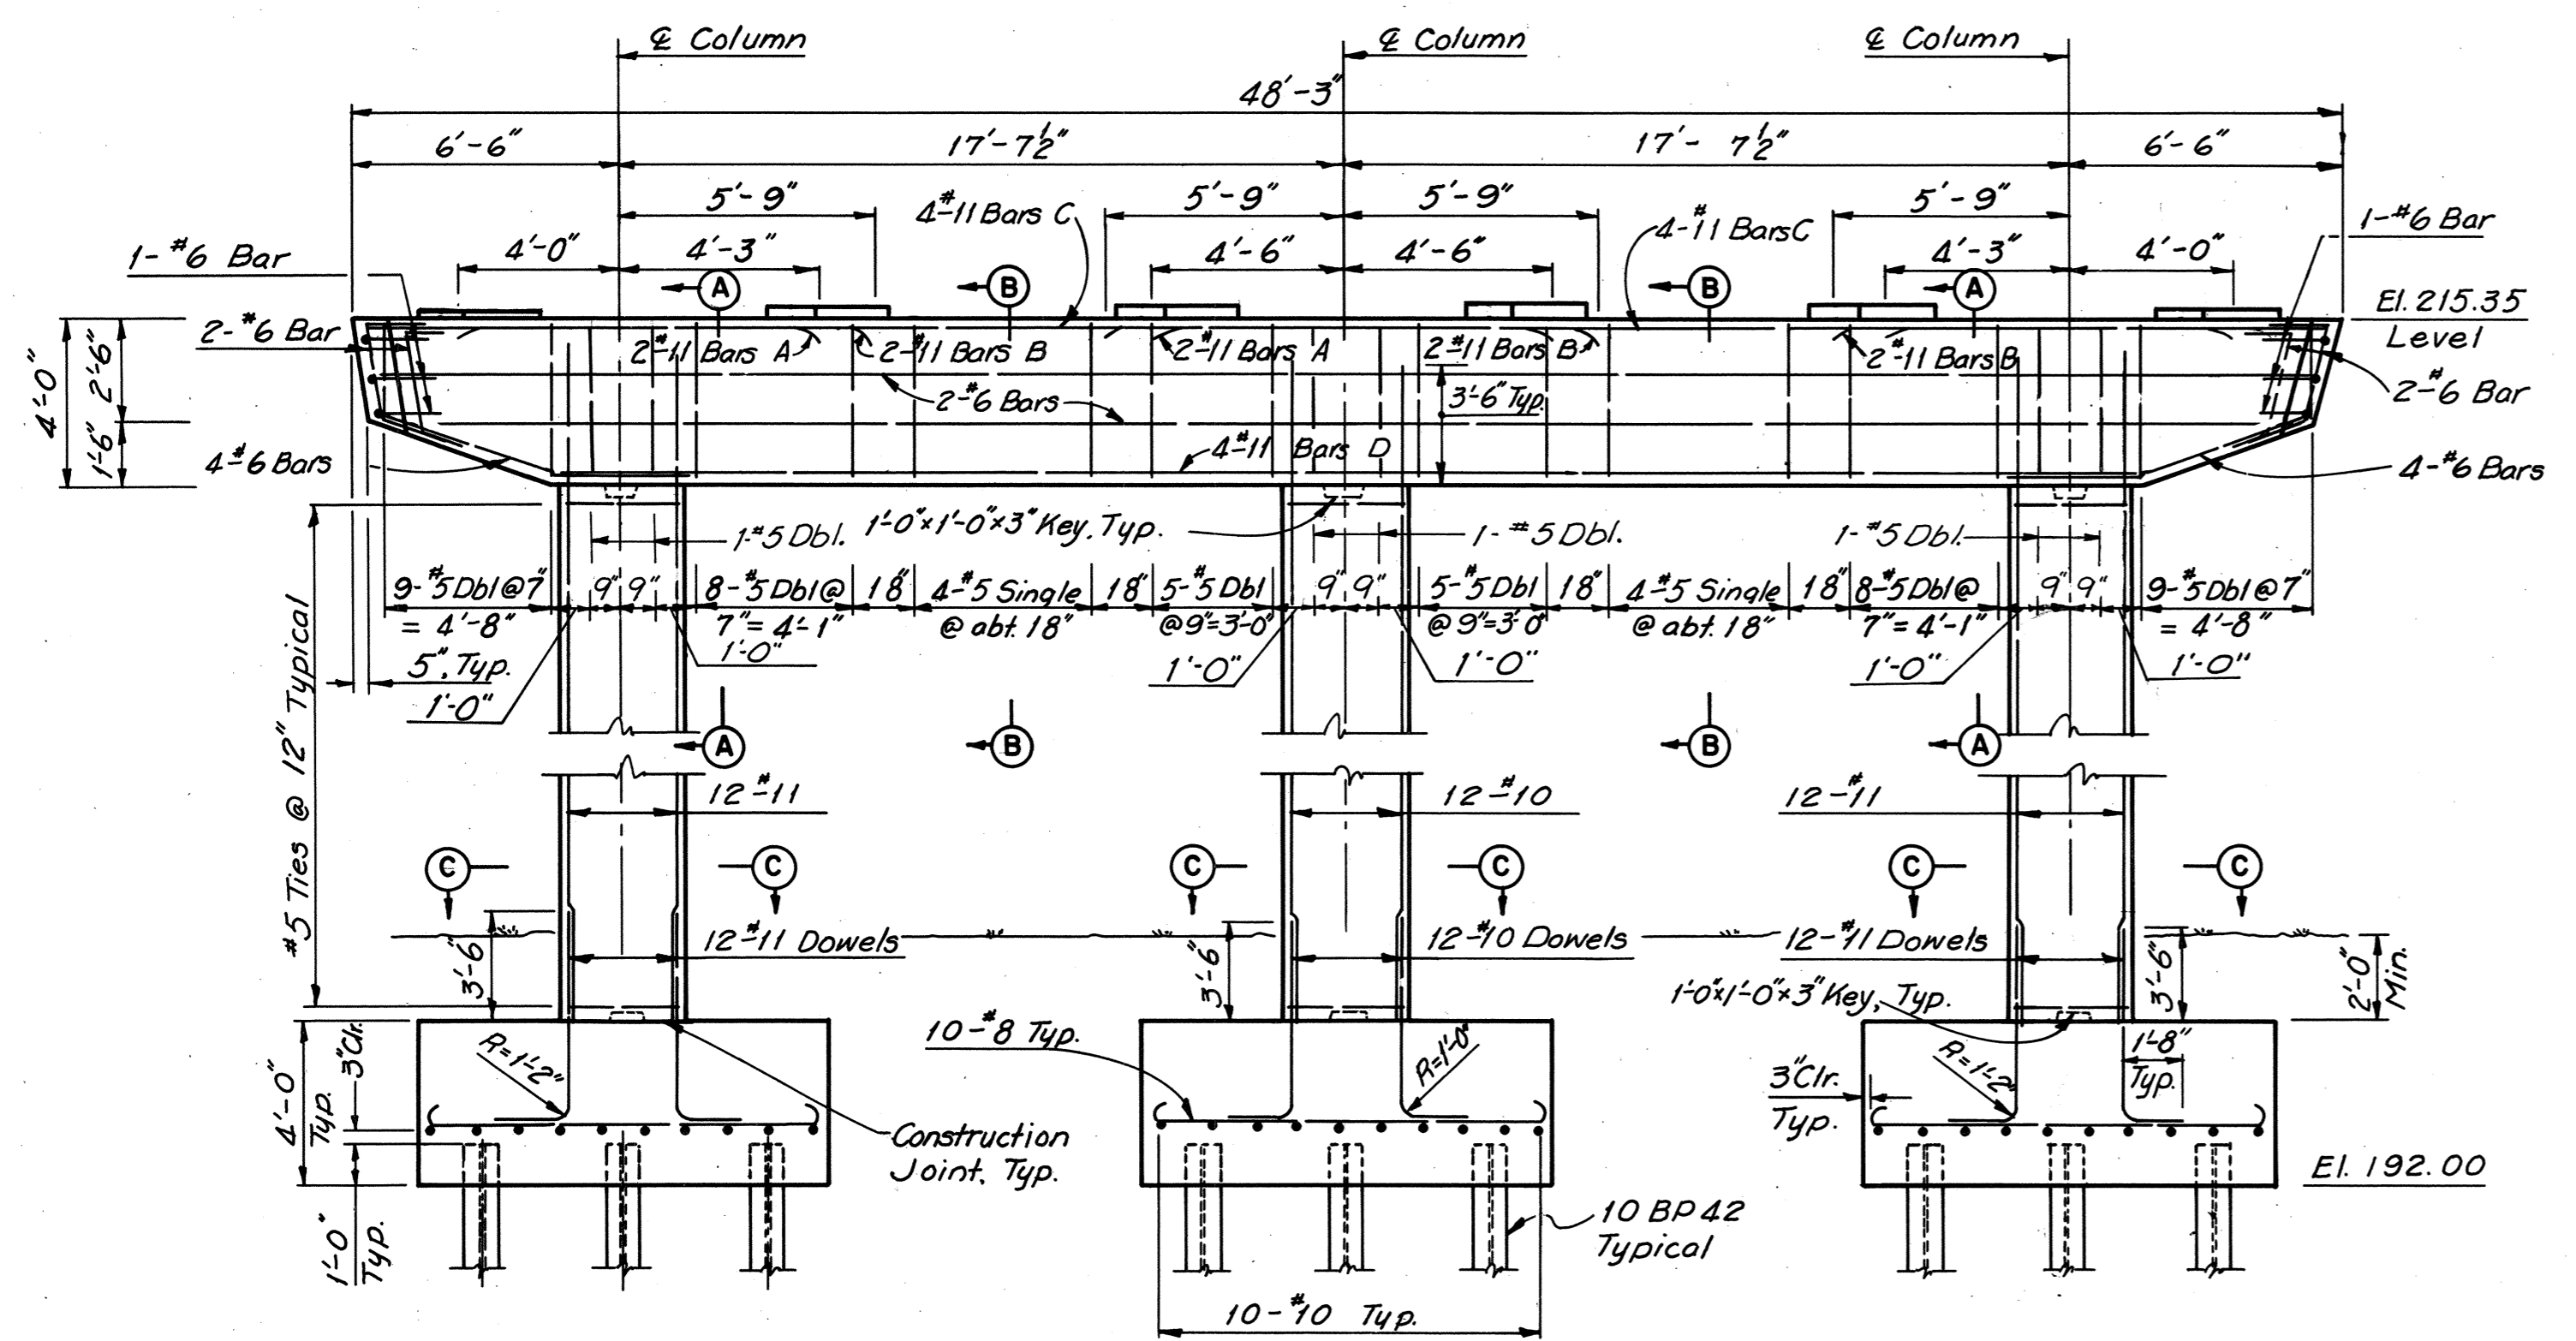 ℄ Column
℄ Column
℄ Column
48'-3"
6'-6"
17'-7½"
17'-7½"
6'-6"
5'-9"
4-#11 Bars C
5'-9"
5'-9"
4-#11 Bars C
5'-9"
1-#6 Bar
1-#6 Bar
4'-0"
4'-3"
4'-6"
4'-6"
4'-3"
4'-0"
A
B
B
A
El. 215.35
Level
2-#6 Bar
2-#11 Bars A
2-#11 Bars B
2-#11 Bars A
2-#11 Bars B
2-#11 Bars B
2-#6 Bar
4'-0"
2'-6"
1'-6"
2-#6 Bars
3'-6" Typ.
4-#6 Bars
4-#11 Bars D
4-#6 Bars
1-#5 Dbl.
1'-0"x1'-0"x3" Key, Typ.
1-#5 Dbl.
1-#5 Dbl.
9-#5 Dbl@7"
= 4'-8"
9"
9"
8-#5 Dbl@
7"=4'-1"
18"
4-#5 Single
@ abt. 18"
18"
5-#5 Dbl
@9"=3'-0"
9"
9"
5-#5 Dbl
@9"=3'-0"
18"
4-#5 Single
@ abt. 18"
18"
8-#5 Dbl@
7"=4'-1"
9"
9"
9-#5 Dbl@7"
= 4'-8"
5", Typ.
1'-0"
1'-0"
1'-0"
1'-0"
1'-0"
1'-0"
#5 Ties @ 12" Typical
A
B
B
A
12-#11
12-#10
12-#11
C
C
C
C
C
C
3'-6"
12-#11 Dowels
3'-6"
12-#10 Dowels
12-#11 Dowels
3'-6"
2'-0"
Min.
1'-0"x1'-0"x3" Key, Typ.
4'-0"
Typ.
3"Clr.
R=1'-2"
10-#8 Typ.
R=1'-0"
3"Clr.
Typ.
R=1'-2"
1'-8"
Typ.
Construction
Joint, Typ.
El. 192.00
1'-0"
Typ.
10 BP 42
Typical
10-#10 Typ.